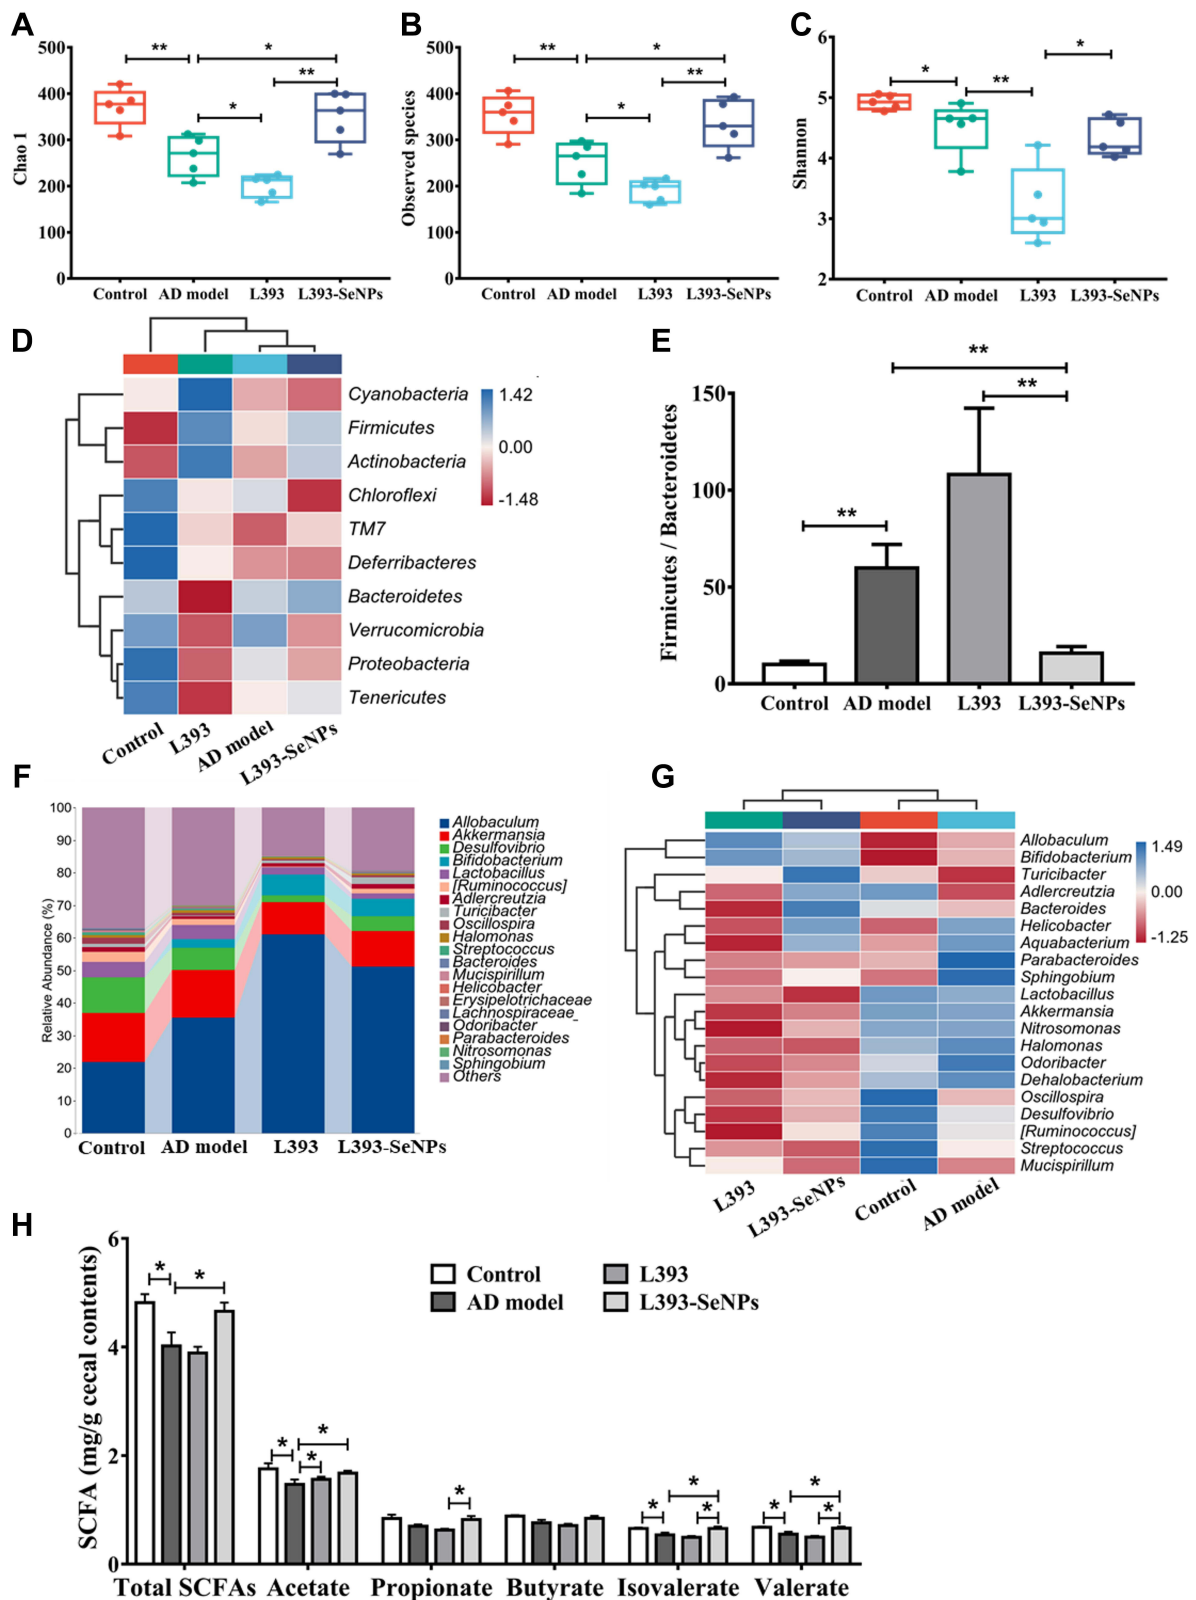 A
500
400
300
200
100
0
Chao 1
** * ** *
Control AD model L393 L393-SeNPs
B
500
400
300
200
100
0
Observed species
** * ** *
Control AD model L393 L393-SeNPs
C
6
5
4
3
2
Shannon
* ** *
Control AD model L393 L393-SeNPs
D
Cyanobacteria
Firmicutes
Actinobacteria
Chloroflexi
TM7
Deferribacteres
Bacteroidetes
Verrucomicrobia
Proteobacteria
Tenericutes
1.42
0.00
-1.48
Control L393 AD model L393-SeNPs
E
150
100
50
0
Firmicutes / Bacteroidetes
** ** **
Control AD model L393 L393-SeNPs
F
100
90
80
70
60
50
40
30
20
10
0
Relative Abundance (%)
Control AD model L393 L393-SeNPs
Allobaculum
Akkermansia
Desulfovibrio
Bifidobacterium
Lactobacillus
[Ruminococcus]
Adlercreutzia
Turicibacter
Oscillospira
Halomonas
Streptococcus
Bacteroides
Mucispirillum
Helicobacter
Erysipelotrichaceae
Lachnospiraceae_
Odoribacter
Parabacteroides
Nitrosomonas
Sphingobium
Others
G
Allobaculum
Bifidobacterium
Turicibacter
Adlercreutzia
Bacteroides
Helicobacter
Aquabacterium
Parabacteroides
Sphingobium
Lactobacillus
Akkermansia
Nitrosomonas
Halomonas
Odoribacter
Dehalobacterium
Oscillospira
Desulfovibrio
[Ruminococcus]
Streptococcus
Mucispirillum
1.49
0.00
-1.25
L393 L393-SeNPs Control AD model
H
6
4
2
0
SCFA (mg/g cecal contents)
Control
AD model
L393
L393-SeNPs
* *
* * *
*
* * *
* * *
Total SCFAs Acetate Propionate Butyrate Isovalerate Valerate